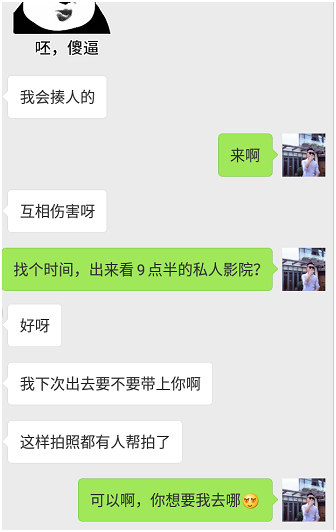 呸，傻逼
我会揍人的
来啊
互相伤害呀
找个时间，出来看9点半的私人影院？
好呀
我下次出去要不要带上你啊
这样拍照都有人帮拍了
可以啊，你想要我去哪😏